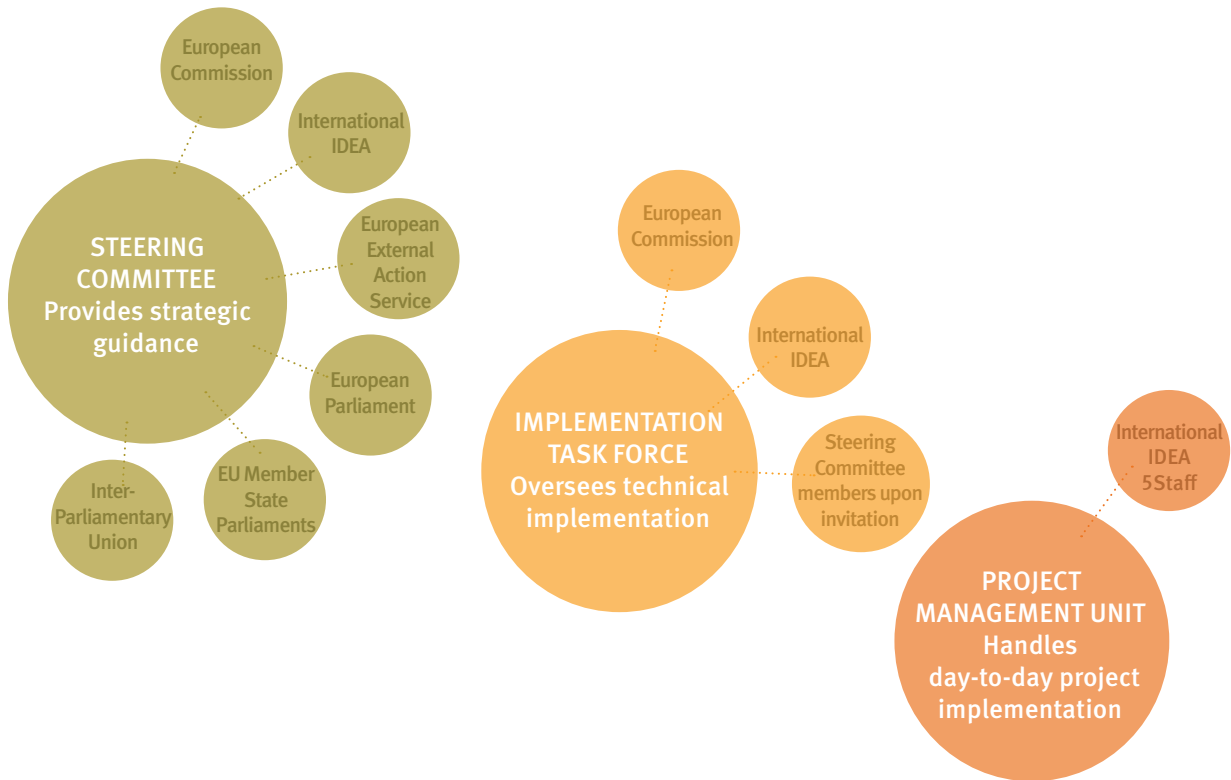 European
Commission
International
IDEA
European
External
Action
Service
European
Parliament
EU Member
State
Parliaments
Inter-
Parliamentary
Union
STEERING
COMMITTEE
Provides strategic
guidance
European
Commission
International
IDEA
Steering
Committee
members upon
invitation
IMPLEMENTATION
TASK FORCE
Oversees technical
implementation
International
IDEA
5Staff
PROJECT
MANAGEMENT UNIT
Handles
day-to-day project
implementation